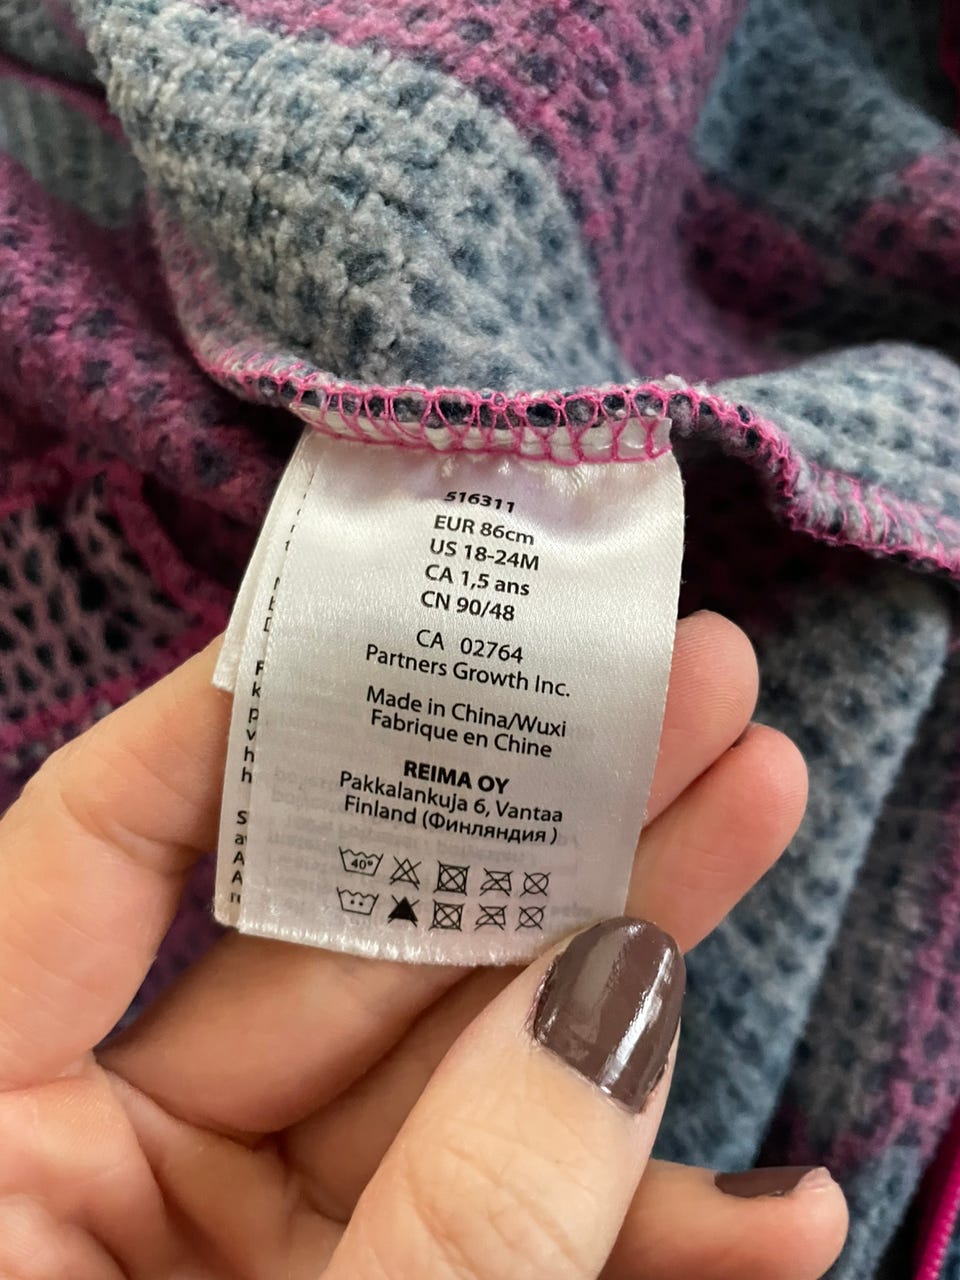 516311
EUR 86cm
US 18-24M
CA 1,5 ans
CN 90/48
CA 02764
Partners Growth Inc.
Made in China/Wuxi
Fabrique en Chine
REIMA OY
Pakkalankuja 6, Vantaa
Finland (Финляндия )
40°